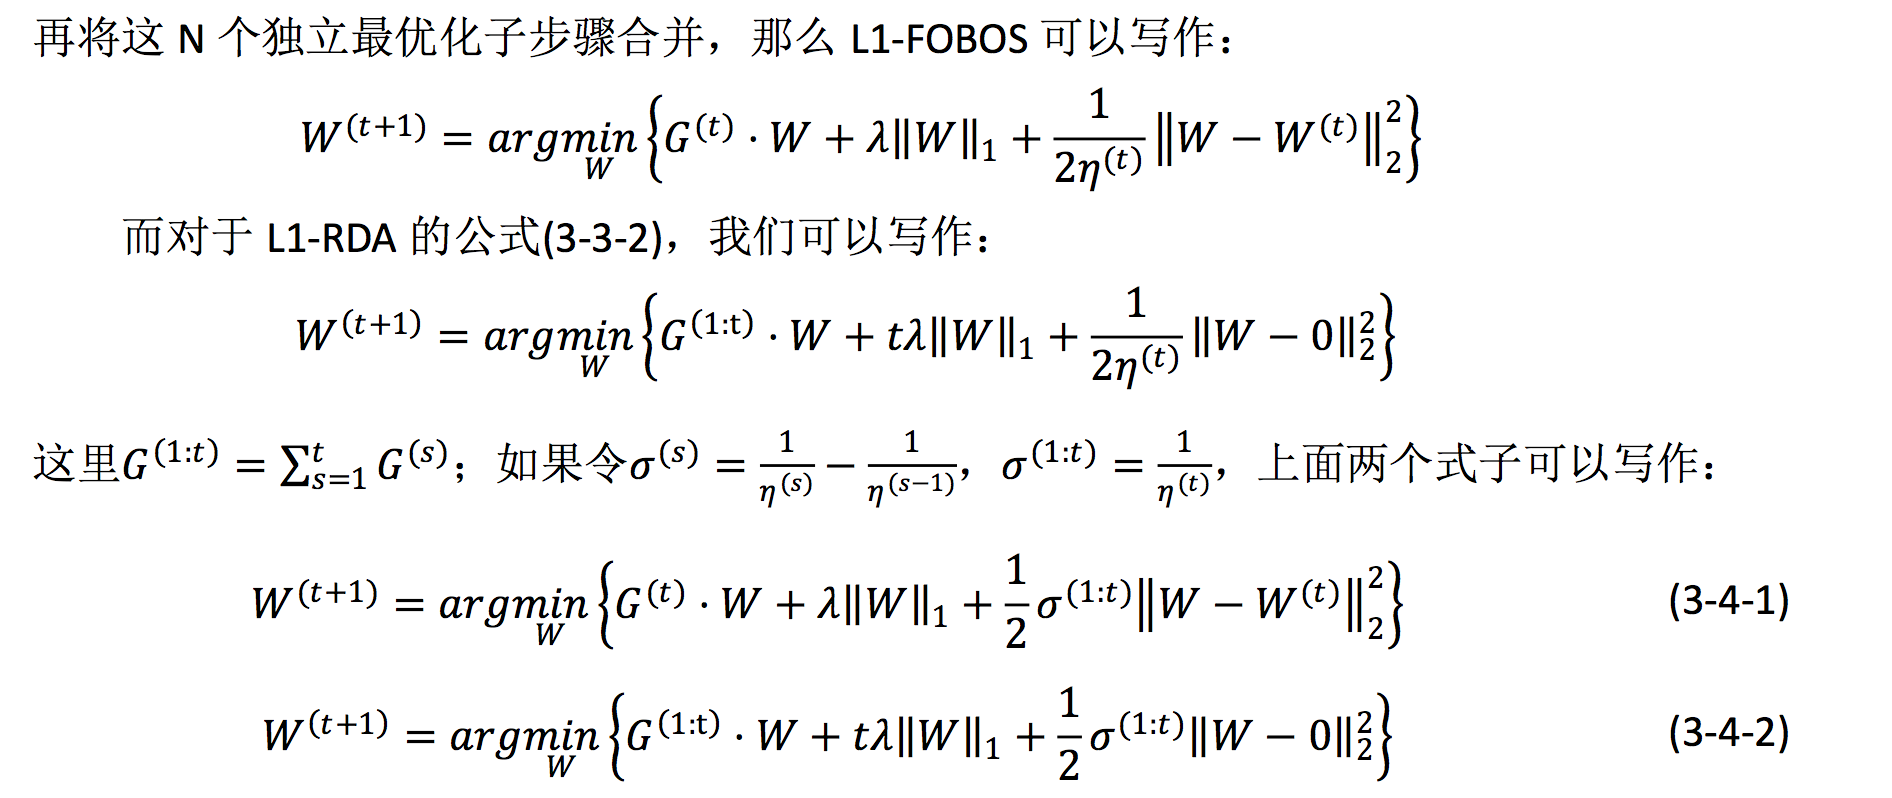 再将这 N 个独立最优化子步骤合并，那么 L1-FOBOS 可以写作：
$W^{(t+1)} = \underset{W}{argmin}\left\{G^{(t)} \cdot W + \lambda\|W\|_1 + \frac{1}{2\eta^{(t)}}\left\|W - W^{(t)}\right\|_2^2\right\}$
而对于 L1-RDA 的公式(3-3-2)，我们可以写作：
$W^{(t+1)} = \underset{W}{argmin}\left\{G^{(1:t)} \cdot W + t\lambda\|W\|_1 + \frac{1}{2\eta^{(t)}}\|W - 0\|_2^2\right\}$
这里$G^{(1:t)} = \sum_{s=1}^{t} G^{(s)}$；如果令$\sigma^{(s)} = \frac{1}{\eta^{(s)}} - \frac{1}{\eta^{(s-1)}}$，$\sigma^{(1:t)} = \frac{1}{\eta^{(t)}}$，上面两个式子可以写作：
$W^{(t+1)} = \underset{W}{argmin}\left\{G^{(t)} \cdot W + \lambda\|W\|_1 + \frac{1}{2}\sigma^{(1:t)}\left\|W - W^{(t)}\right\|_2^2\right\}$ (3-4-1)
$W^{(t+1)} = \underset{W}{argmin}\left\{G^{(1:t)} \cdot W + t\lambda\|W\|_1 + \frac{1}{2}\sigma^{(1:t)}\|W - 0\|_2^2\right\}$ (3-4-2)